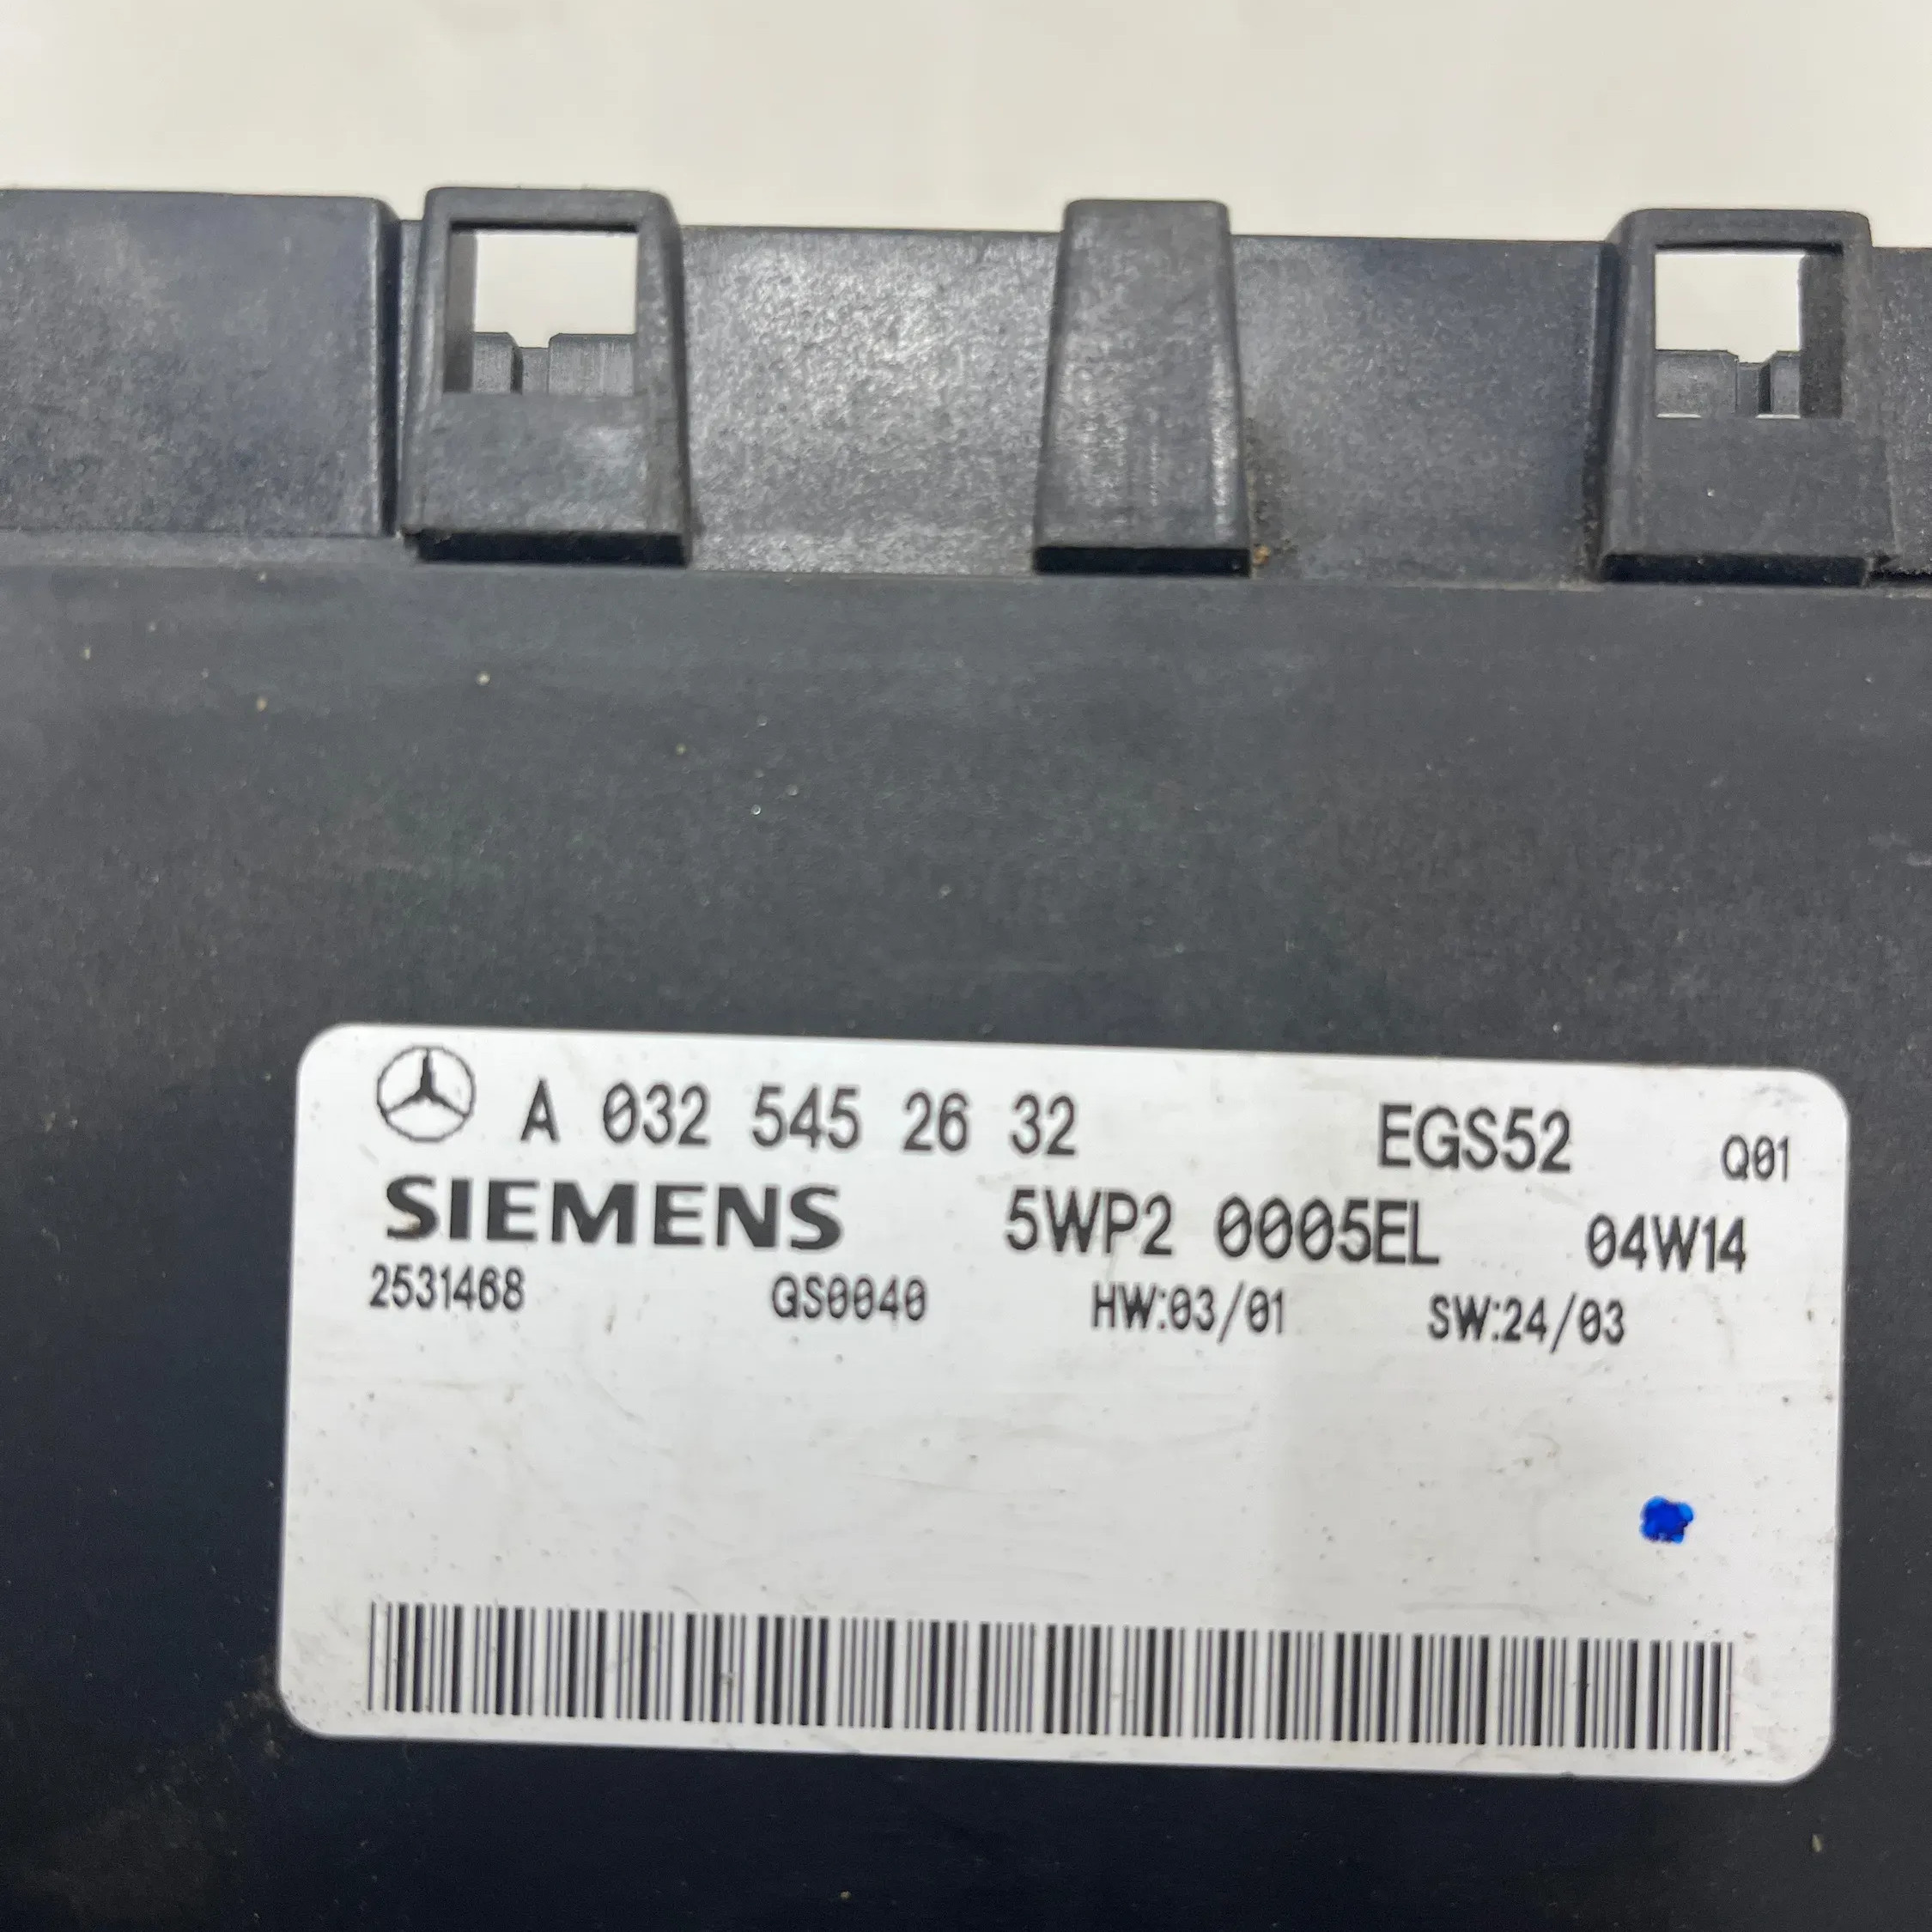 A 032 545 26 32 EGS52 Q01
SIEMENS 5WP2 0005EL 04W14
2531468 GS0040 HW:03/01 SW:24/03